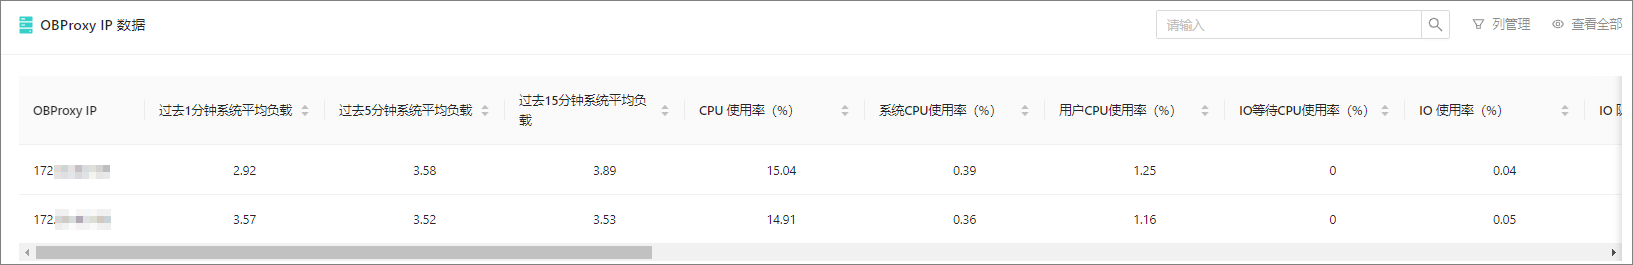 OBProxy IP 数据
请输入
列管理
查看全部
OBProxy IP
过去1分钟系统平均负载
过去5分钟系统平均负载
过去15分钟系统平均负
载
CPU 使用率（%）
系统CPU使用率（%）
用户CPU使用率（%）
IO等待CPU使用率（%）
IO 使用率（%）
IO
172
2.92
3.58
3.89
15.04
0.39
1.25
0
0.04
172.
3.57
3.52
3.53
14.91
0.36
1.16
0
0.05